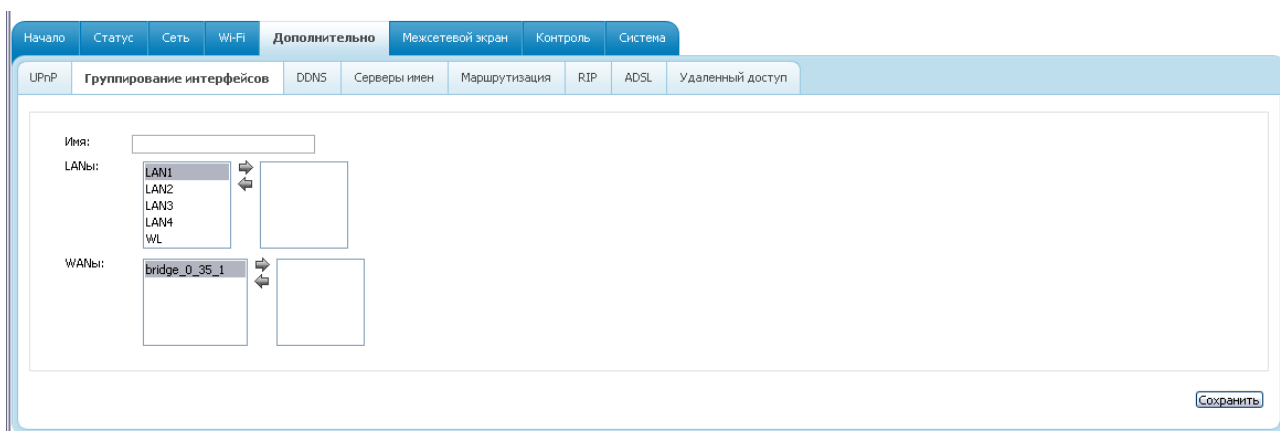 Начало Статус Сеть Wi-Fi Дополнительно Межсетевой экран Контроль Система
UPnP Группирование интерфейсов DDNS Серверы имен Маршрутизация RIP ADSL Удаленный доступ
Имя:
LANы:
LAN1
LAN2
LAN3
LAN4
WL
WANы:
bridge_0_35_1
Сохранить